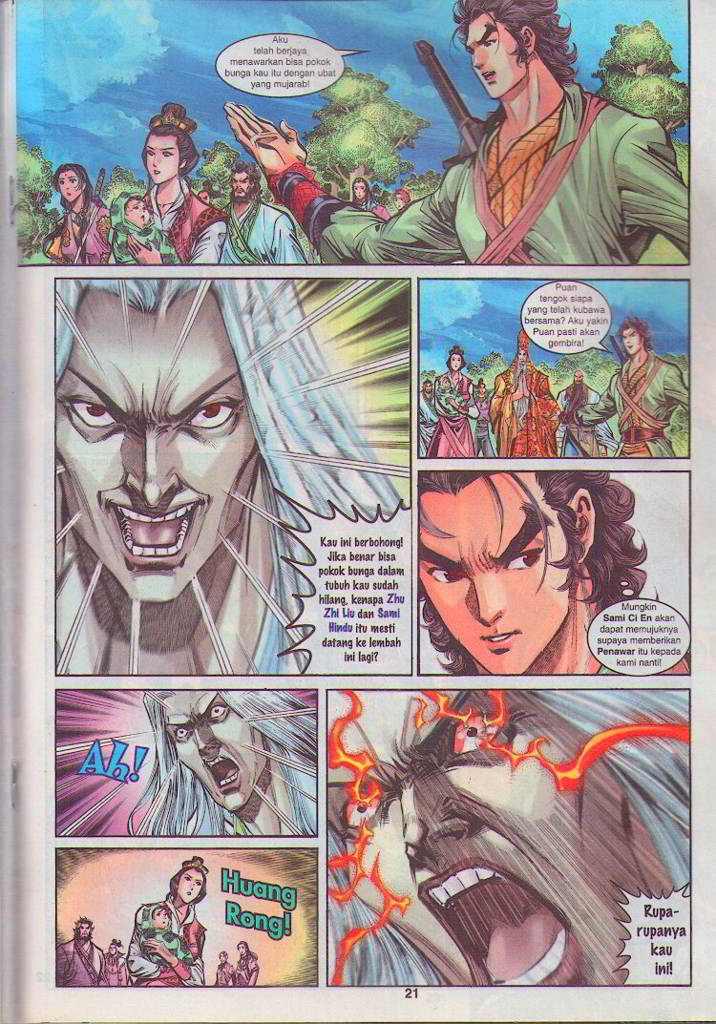 Aku
telah berjaya
menawarkan bisa pokok
bunga kau itu dengan ubat
yang mujarab!
Puan
tengok siapa
yang telah kubawa
bersama? Aku yakin
Puan pasti akan
gembira!
Kau ini berbohong!
Jika benar bisa
pokok bunga dalam
tubuh kau sudah
hilang, kenapa Zhu
Zhi Liu dan Sami
Hindu itu mesti
datang ke lembah
ini lagi?
Mungkin
Sami Ci En akan
dapat memujuknya
supaya memberikan
Penawar itu kepada
kami nanti!
Ah!
Huang
Rong!
Rupa-
rupanya
kau
ini!
21